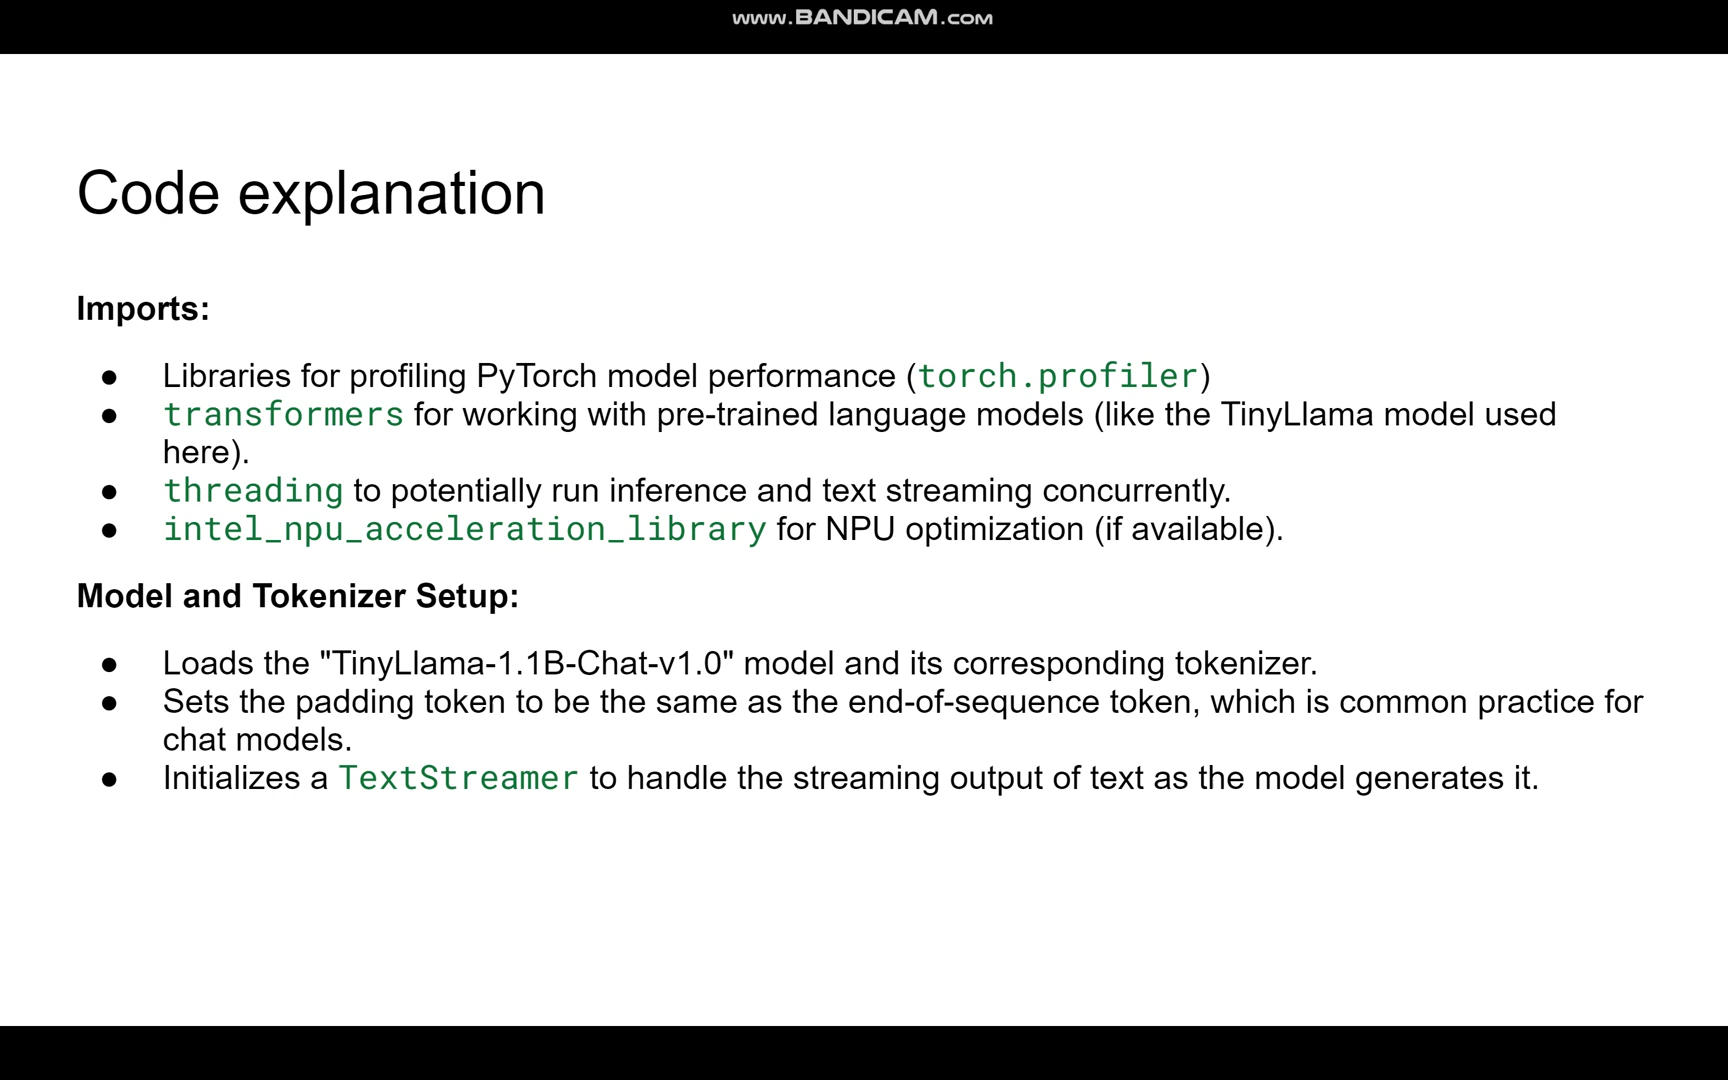 www.BANDICAM.com
Code explanation
Imports:
● Libraries for profiling PyTorch model performance (torch.profiler)
● transformers for working with pre-trained language models (like the TinyLlama model used
here).
● threading to potentially run inference and text streaming concurrently.
● intel_npu_acceleration_library for NPU optimization (if available).
Model and Tokenizer Setup:
● Loads the "TinyLlama-1.1B-Chat-v1.0" model and its corresponding tokenizer.
● Sets the padding token to be the same as the end-of-sequence token, which is common practice for
chat models.
● Initializes a TextStreamer to handle the streaming output of text as the model generates it.